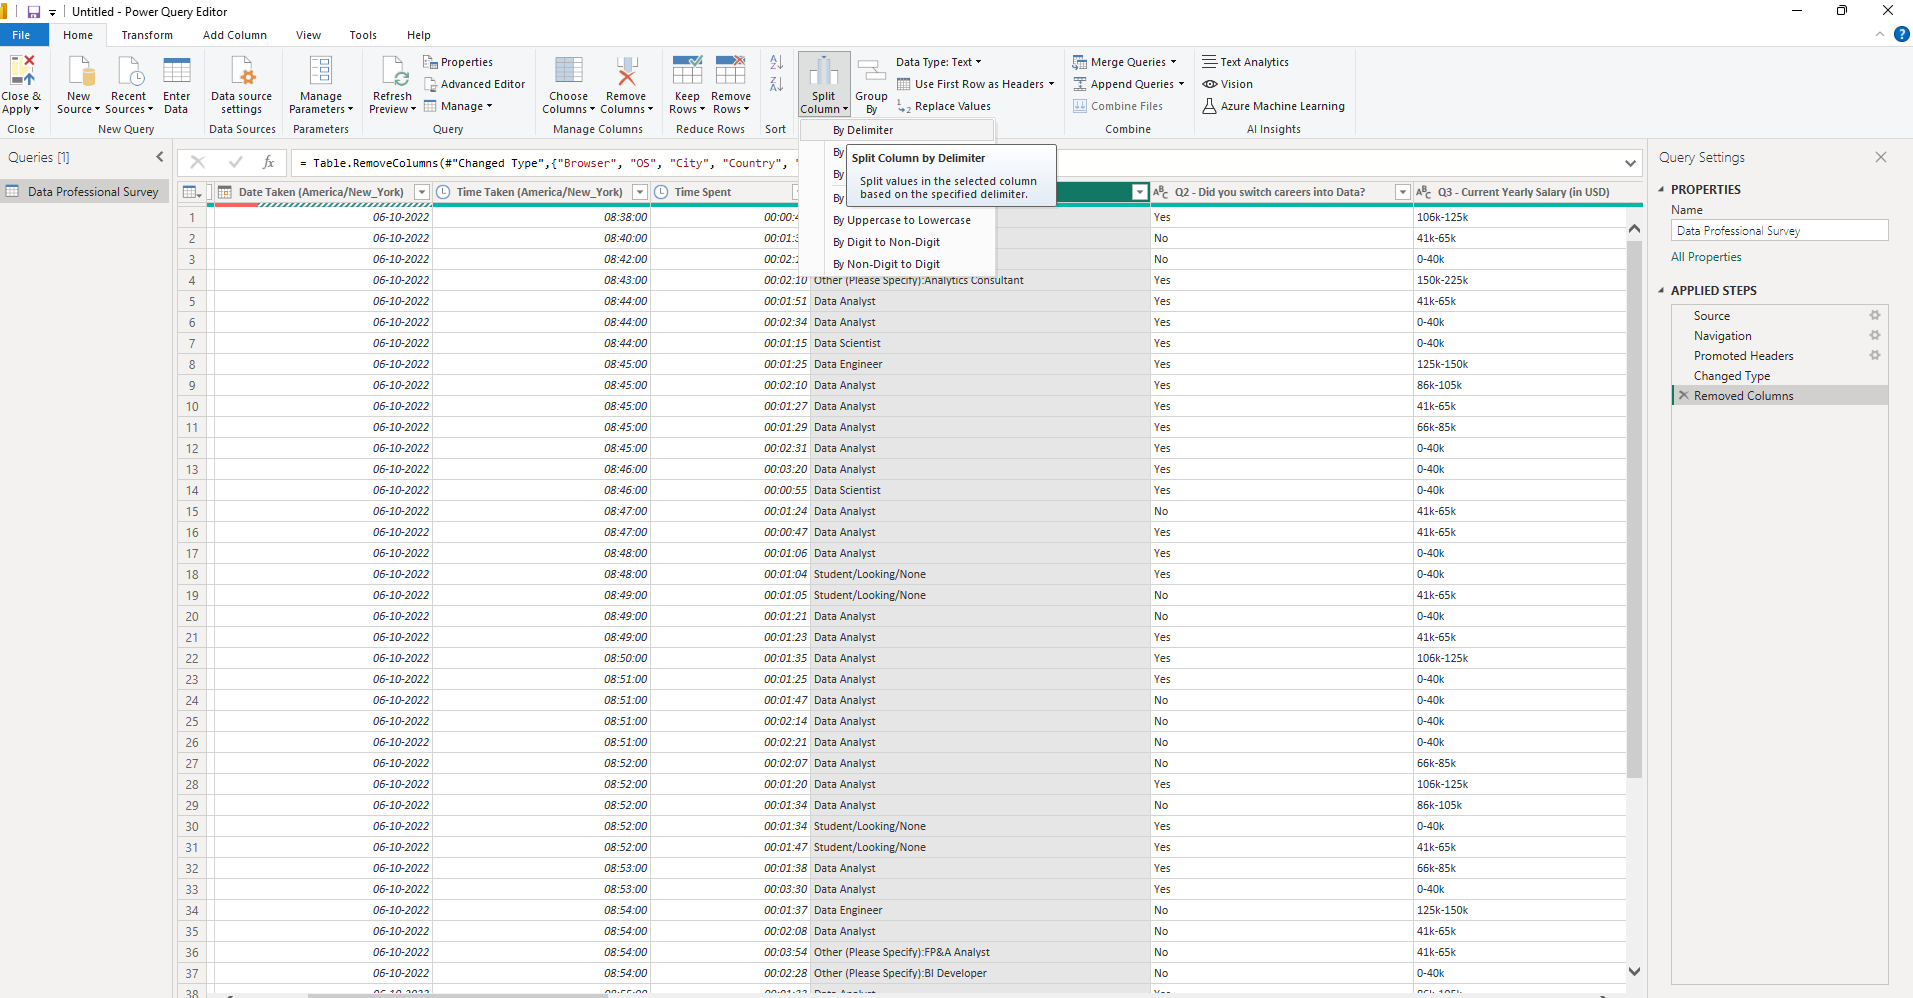 Untitled - Power Query Editor
File Home Transform Add Column View Tools Help
Close & Apply
Close
New Source
Recent Sources
Enter Data
New Query
Data source settings
Data Sources
Manage Parameters
Parameters
Refresh Preview
Properties
Advanced Editor
Manage
Query
Choose Columns
Remove Columns
Manage Columns
Keep Rows
Remove Rows
Reduce Rows
Sort
Split Column
Group By
Data Type: Text
Use First Row as Headers
Replace Values
Merge Queries
Append Queries
Combine Files
Combine
Text Analytics
Vision
Azure Machine Learning
AI Insights
By Delimiter
By
By
By
By Uppercase to Lowercase
By Digit to Non-Digit
By Non-Digit to Digit
Split Column by Delimiter
Split values in the selected column
based on the specified delimiter.
Queries [1]
Data Professional Survey
fx = Table.RemoveColumns(#"Changed Type",{"Browser", "OS", "City", "Country", "
Date Taken (America/New_York) Time Taken (America/New_York) Time Spent ABC Q2 - Did you switch careers into Data? ABC Q3 - Current Yearly Salary (in USD)
1 06-10-2022 08:38:00 00:00:4 Yes 106k-125k
2 06-10-2022 08:40:00 00:01: No 41k-65k
3 06-10-2022 08:42:00 00:02: No 0-40k
4 06-10-2022 08:43:00 00:02:10 Other (Please Specify):Analytics Consultant Yes 150k-225k
5 06-10-2022 08:44:00 00:01:51 Data Analyst Yes 41k-65k
6 06-10-2022 08:44:00 00:02:34 Data Analyst Yes 0-40k
7 06-10-2022 08:44:00 00:01:15 Data Scientist Yes 0-40k
8 06-10-2022 08:45:00 00:01:25 Data Engineer Yes 125k-150k
9 06-10-2022 08:45:00 00:02:10 Data Analyst Yes 86k-105k
10 06-10-2022 08:45:00 00:01:27 Data Analyst Yes 41k-65k
11 06-10-2022 08:45:00 00:01:29 Data Analyst Yes 66k-85k
12 06-10-2022 08:45:00 00:02:31 Data Analyst Yes 0-40k
13 06-10-2022 08:46:00 00:03:20 Data Analyst Yes 0-40k
14 06-10-2022 08:46:00 00:00:55 Data Scientist Yes 0-40k
15 06-10-2022 08:47:00 00:01:24 Data Analyst No 41k-65k
16 06-10-2022 08:47:00 00:00:47 Data Analyst Yes 41k-65k
17 06-10-2022 08:48:00 00:01:06 Data Analyst Yes 0-40k
18 06-10-2022 08:48:00 00:01:04 Student/Looking/None Yes 0-40k
19 06-10-2022 08:49:00 00:01:05 Student/Looking/None No 41k-65k
20 06-10-2022 08:49:00 00:01:21 Data Analyst No 0-40k
21 06-10-2022 08:49:00 00:01:23 Data Analyst Yes 41k-65k
22 06-10-2022 08:50:00 00:01:35 Data Analyst Yes 106k-125k
23 06-10-2022 08:51:00 00:01:25 Data Analyst Yes 0-40k
24 06-10-2022 08:51:00 00:01:47 Data Analyst No 0-40k
25 06-10-2022 08:51:00 00:02:14 Data Analyst No 0-40k
26 06-10-2022 08:51:00 00:02:21 Data Analyst No 0-40k
27 06-10-2022 08:52:00 00:02:07 Data Analyst No 66k-85k
28 06-10-2022 08:52:00 00:01:20 Data Analyst Yes 106k-125k
29 06-10-2022 08:52:00 00:01:34 Data Analyst No 86k-105k
30 06-10-2022 08:52:00 00:01:34 Student/Looking/None Yes 0-40k
31 06-10-2022 08:52:00 00:01:47 Student/Looking/None Yes 41k-65k
32 06-10-2022 08:53:00 00:01:38 Data Analyst Yes 66k-85k
33 06-10-2022 08:53:00 00:03:30 Data Analyst Yes 0-40k
34 06-10-2022 08:54:00 00:01:37 Data Engineer No 125k-150k
35 06-10-2022 08:54:00 00:02:08 Data Analyst No 41k-65k
36 06-10-2022 08:54:00 00:03:54 Other (Please Specify):FP&A Analyst No 41k-65k
37 06-10-2022 08:54:00 00:02:28 Other (Please Specify):BI Developer No 0-40k
38
Query Settings
PROPERTIES
Name
Data Professional Survey
All Properties
APPLIED STEPS
Source
Navigation
Promoted Headers
Changed Type
Removed Columns